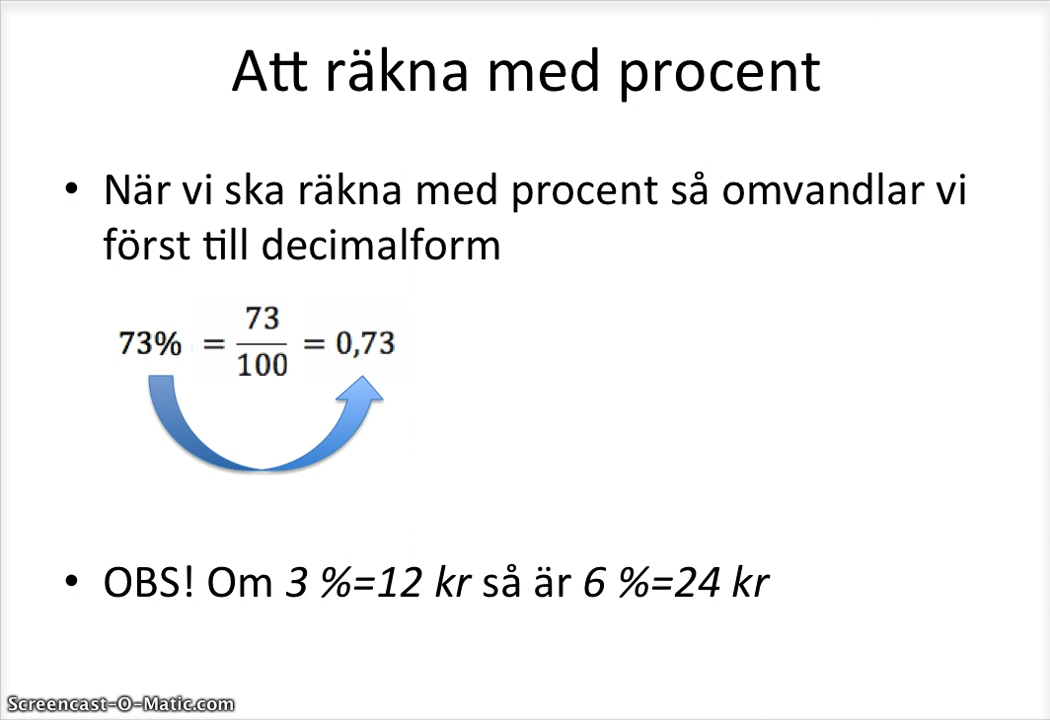 Att räkna med procent
• När vi ska räkna med procent så omvandlar vi
först till decimalform
73% = 73/100 = 0,73
• OBS! Om 3 %=12 kr så är 6 %=24 kr
Screencast-O-Matic.com